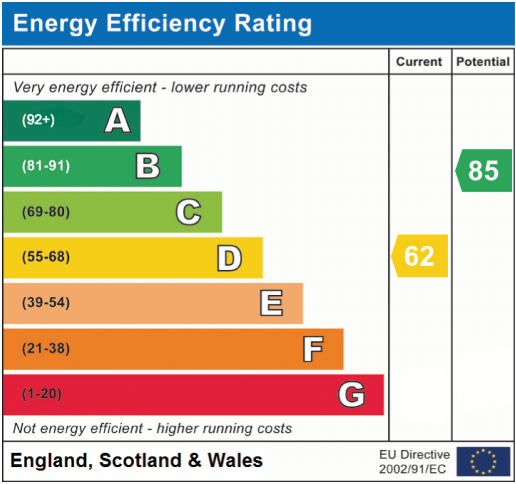 Energy Efficiency Rating
Current Potential
Very energy efficient - lower running costs
(92+) A
(81-91) B
85
(69-80) C
(55-68) D
62
(39-54) E
(21-38) F
(1-20) G
Not energy efficient - higher running costs
England, Scotland & Wales
EU Directive
2002/91/EC